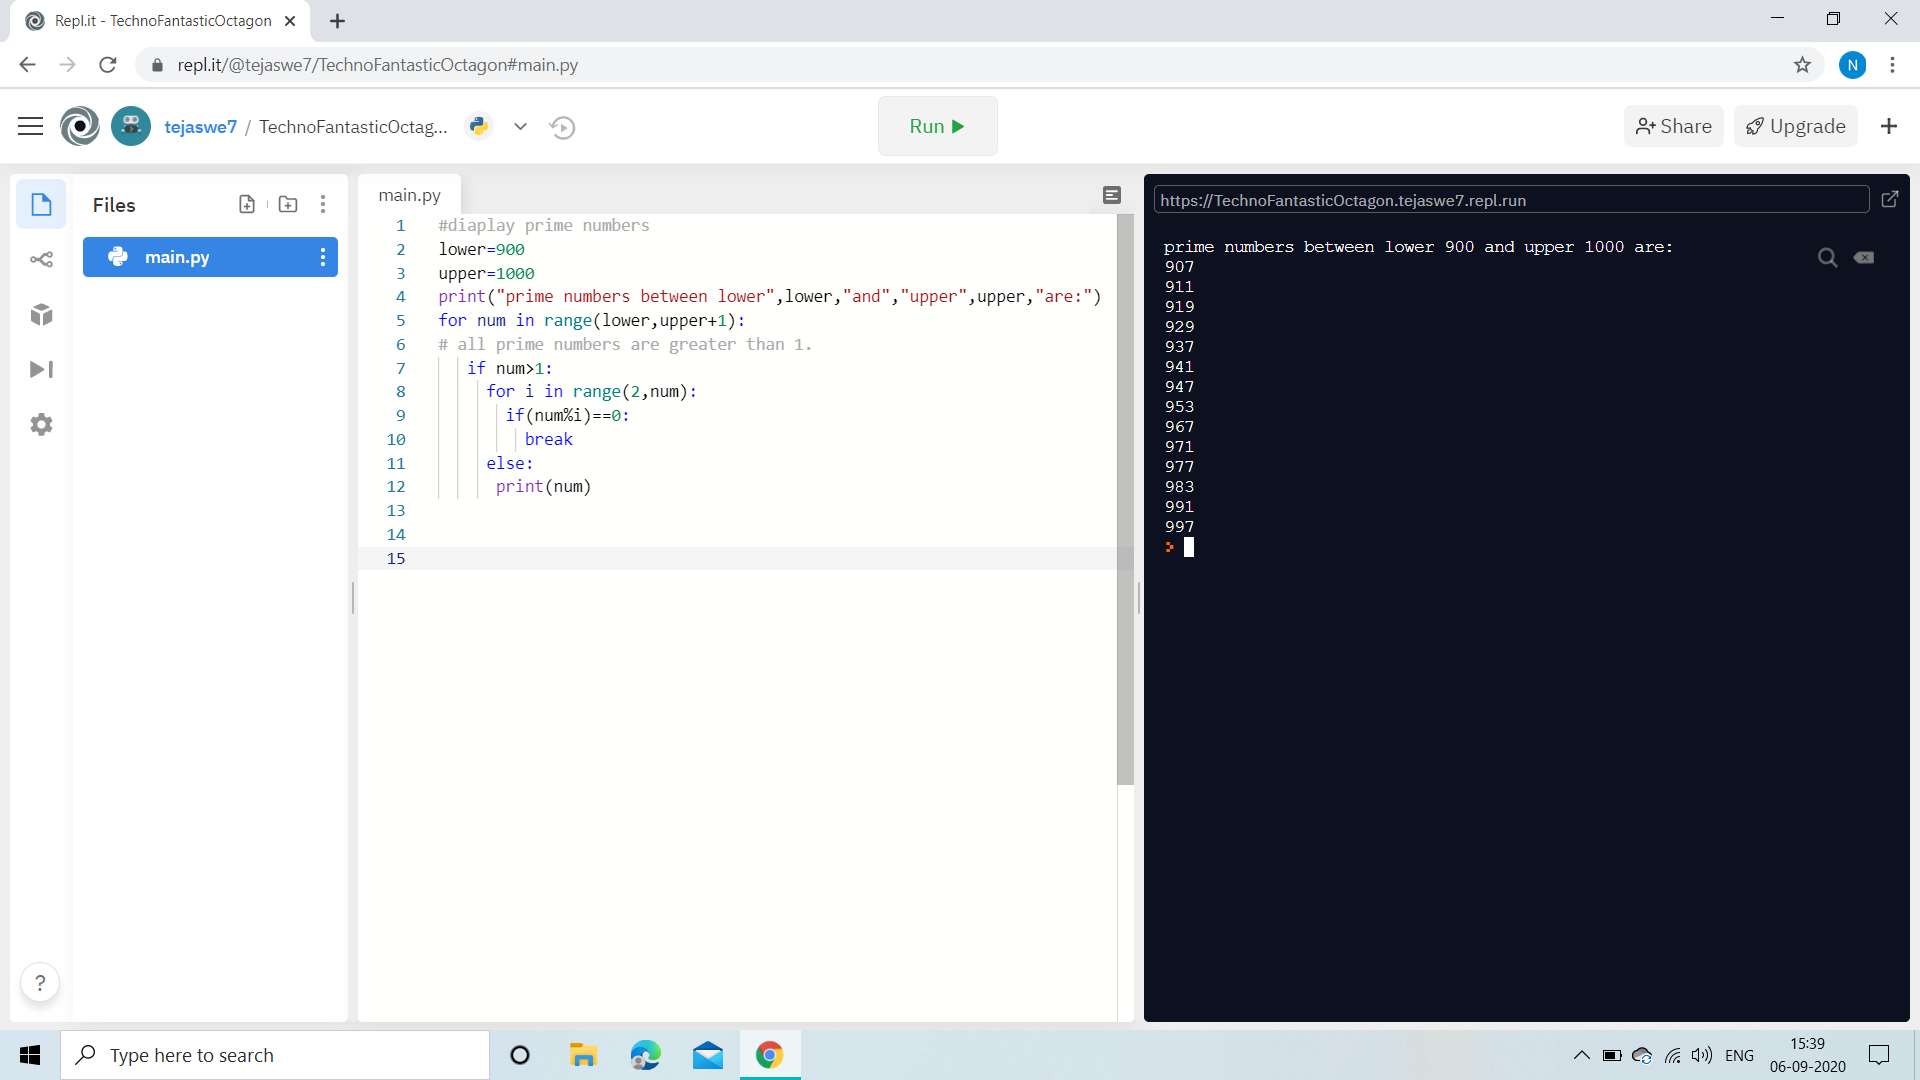 Repl.it - TechnoFantasticOctagon
repl.it/@tejaswe7/TechnoFantasticOctagon#main.py
N
tejaswe7 / TechnoFantasticOctag...
Run
Share
Upgrade
Files
main.py
main.py
1 #diaplay prime numbers
2 lower=900
3 upper=1000
4 print("prime numbers between lower",lower,"and","upper",upper,"are:")
5 for num in range(lower,upper+1):
6 # all prime numbers are greater than 1.
7 if num>1:
8 for i in range(2,num):
9 if(num%i)==0:
10 break
11 else:
12 print(num)
13
14
15
https://TechnoFantasticOctagon.tejaswe7.repl.run
prime numbers between lower 900 and upper 1000 are:
907
911
919
929
937
941
947
953
967
971
977
983
991
997
>
?
Type here to search
ENG
15:39
06-09-2020